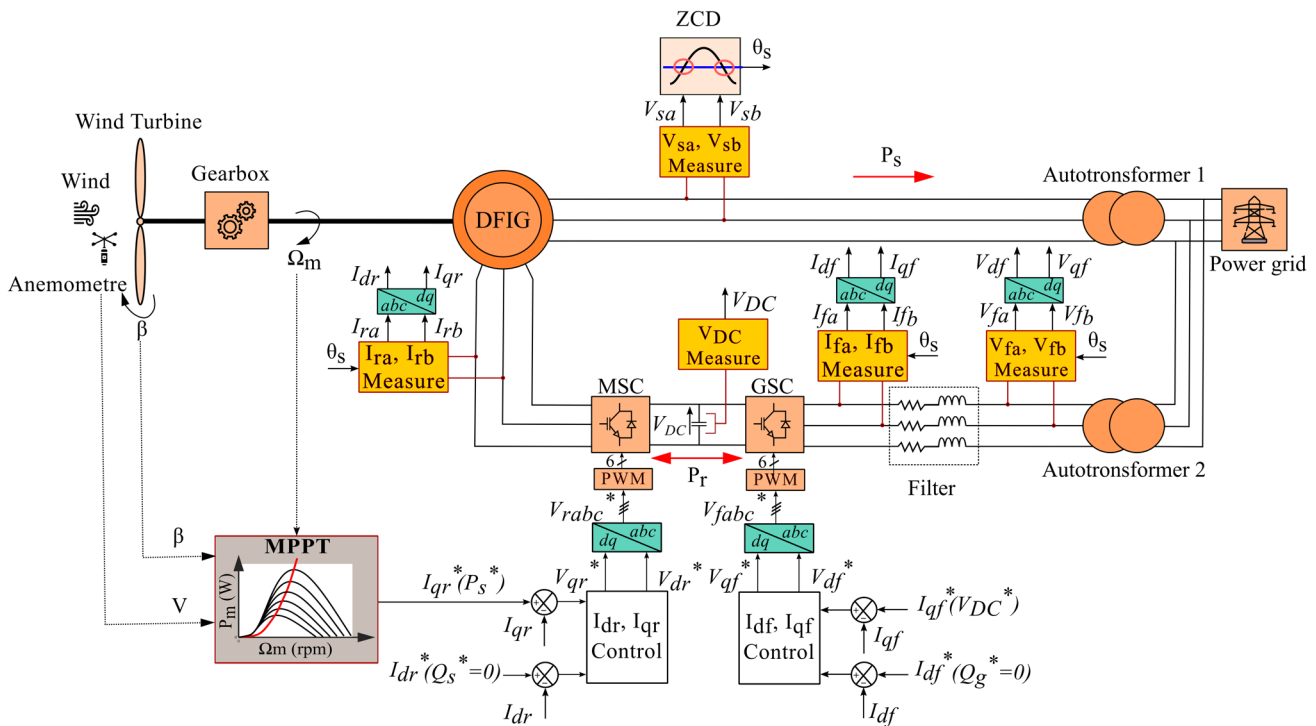 ZCD
θs
Vsa
Vsb
Wind Turbine
Vsa, Vsb
Measure
Ps
Gearbox
Autotronsformer 1
Wind
DFIG
Ωm
Idr
Iqr
Idf
Iqf
Vdf
Vqf
Power grid
Anemometre
abc
dq
VDC
abc
dq
abc
dq
β
Ira
Irb
Ifa
Ifb
Vfa
Vfb
θs
Ira, Irb
Measure
VDC
Measure
Ifa, Ifb
Measure
θs
Vfa, Vfb
Measure
θs
MSC
GSC
VDC
6
Pr
6
Autotronsformer 2
PWM
PWM
Filter
Vrabc*
Vfabc*
abc
dq
abc
dq
β
MPPT
Iqr*(Ps*)
Vqr*
Vdr*
Vqf*
Vdf*
V
Pm (W)
Ωm (rpm)
Iqr
Idr, Iqr
Control
Idf, Iqf
Control
Iqf*(VDC*)
Iqf
Idr*(Qs*=0)
Idf*(Qg*=0)
Idr
Idf